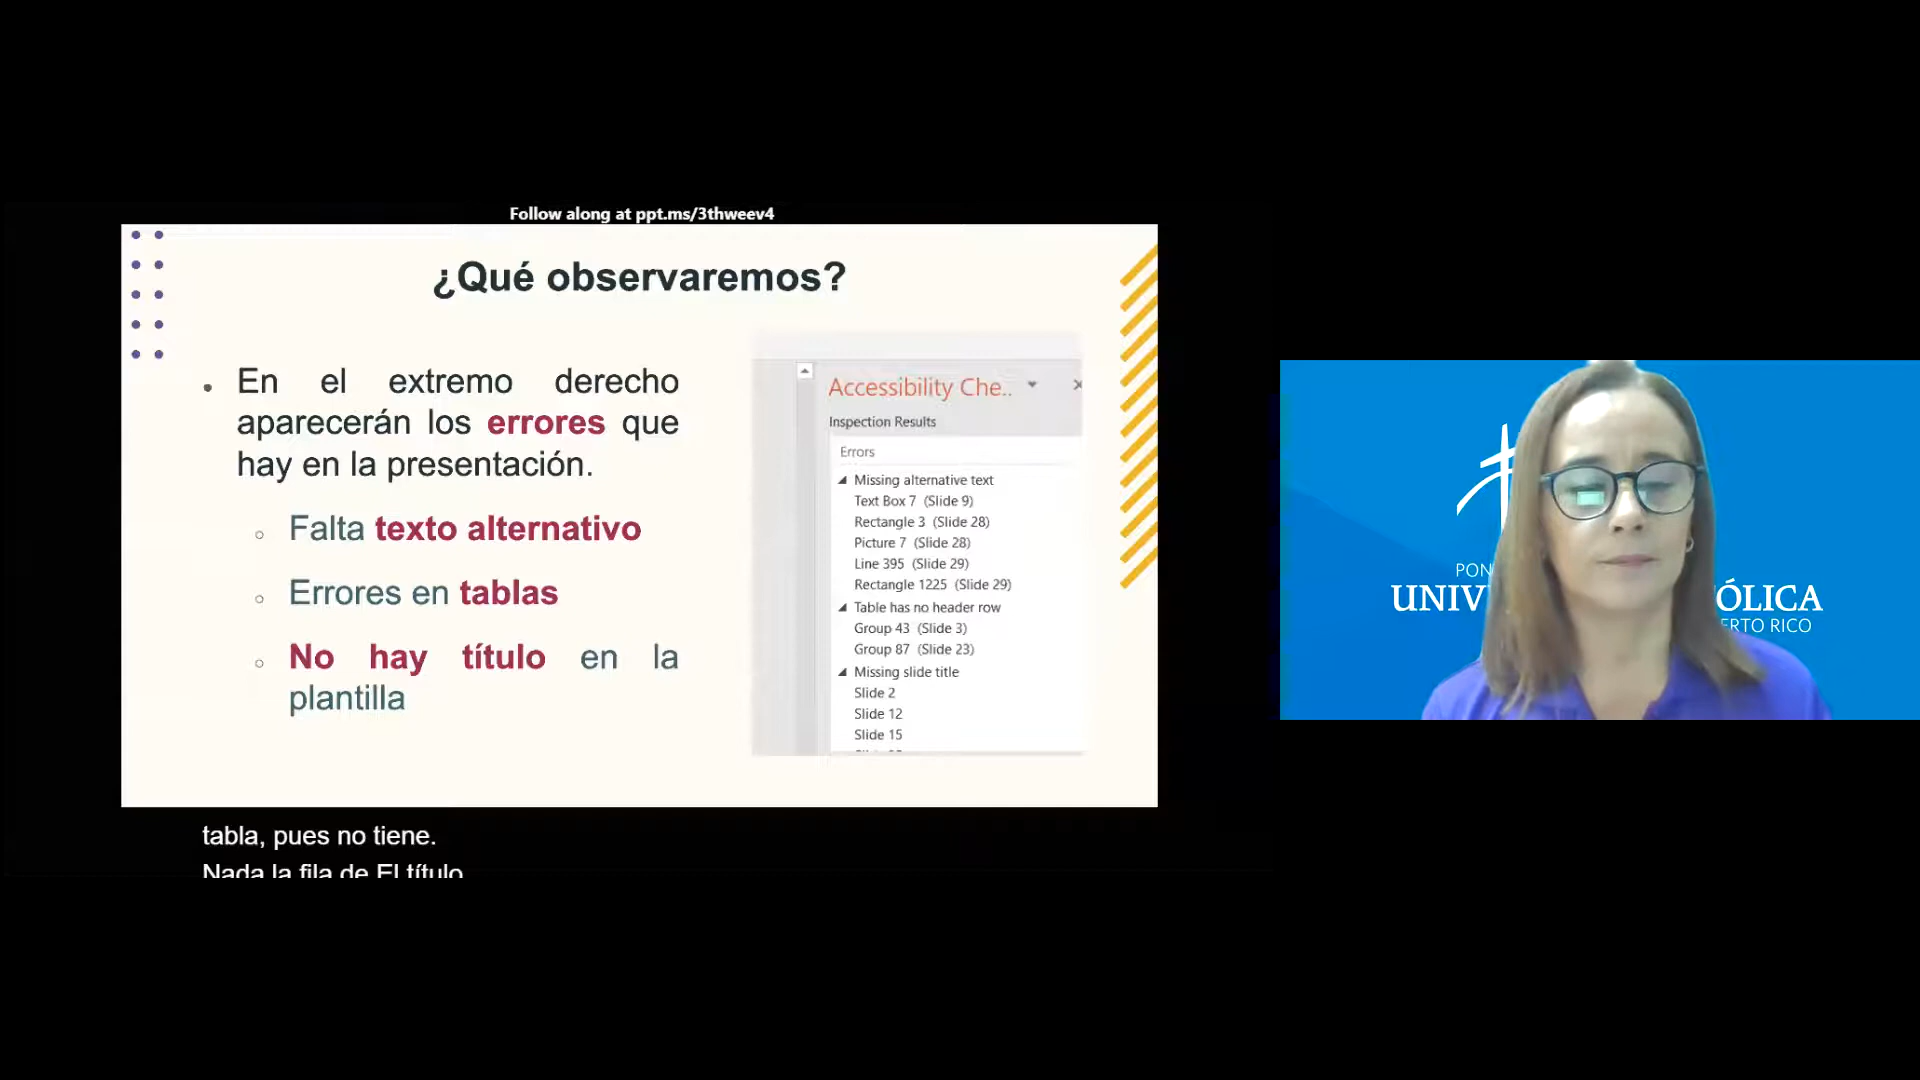 Follow along at ppt.ms/3thweev4
¿Qué observaremos?
En el extremo derecho
aparecerán los errores que
hay en la presentación.
Falta texto alternativo
Errores en tablas
No hay título en la
plantilla
Accessibility Che..
Inspection Results
Errors
Missing alternative text
Text Box 7 (Slide 9)
Rectangle 3 (Slide 28)
Picture 7 (Slide 28)
Line 395 (Slide 29)
Rectangle 1225 (Slide 29)
Table has no header row
Group 43 (Slide 3)
Group 87 (Slide 23)
Missing slide title
Slide 2
Slide 12
Slide 15
tabla, pues no tiene.
Nada la fila de El título
PON
UNIV ÓLICA
ERTO RICO